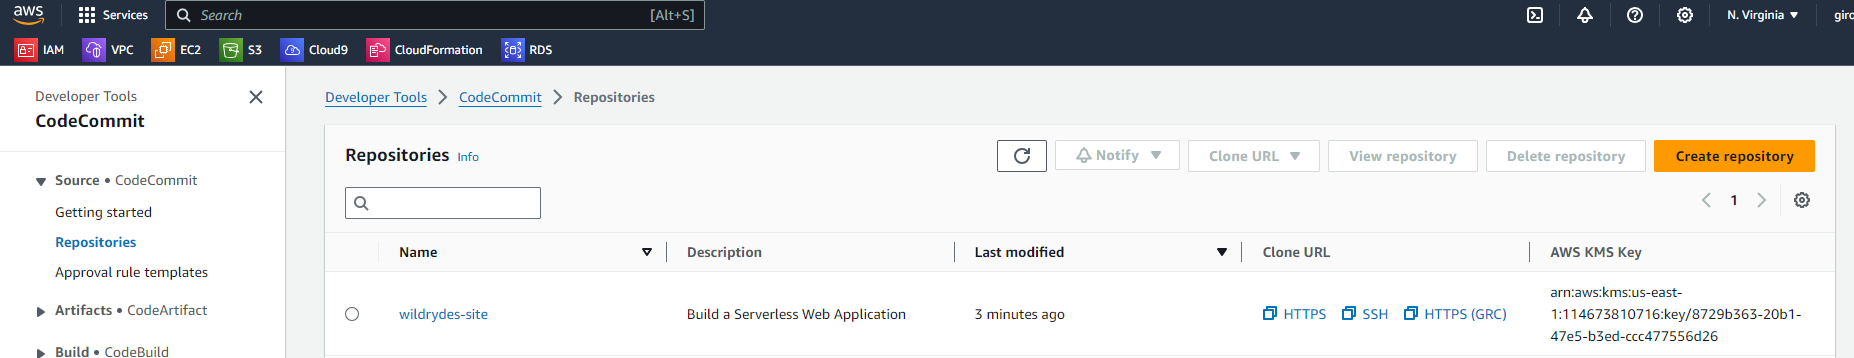 aws
Services
Search [Alt+S]
N. Virginia
giro
IAM
VPC
EC2
S3
Cloud9
CloudFormation
RDS
Developer Tools
CodeCommit
Source • CodeCommit
Getting started
Repositories
Approval rule templates
Artifacts • CodeArtifact
Build • CodeBuild
Developer Tools > CodeCommit > Repositories
Repositories Info
Notify
Clone URL
View repository
Delete repository
Create repository
1
Name
Description
Last modified
Clone URL
AWS KMS Key
wildrydes-site
Build a Serverless Web Application
3 minutes ago
HTTPS
SSH
HTTPS (GRC)
arn:aws:kms:us-east-
1:114673810716:key/8729b363-20b1-
47e5-b3ed-ccc477556d26